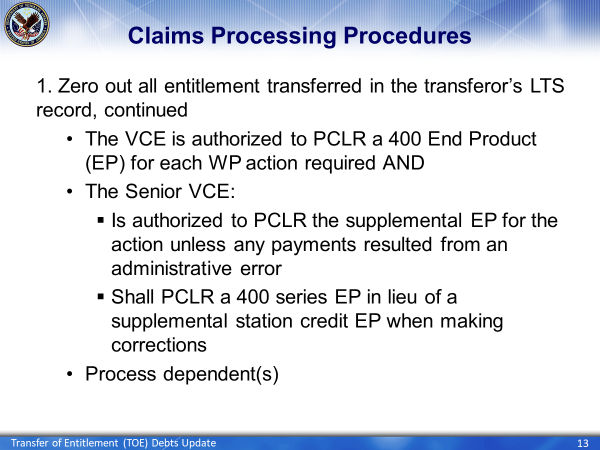 Claims Processing Procedures
1. Zero out all entitlement transferred in the transferor’s LTS
record, continued
• The VCE is authorized to PCLR a 400 End Product
(EP) for each WP action required AND
• The Senior VCE:
▪ Is authorized to PCLR the supplemental EP for the
action unless any payments resulted from an
administrative error
▪ Shall PCLR a 400 series EP in lieu of a
supplemental station credit EP when making
corrections
• Process dependent(s)
Transfer of Entitlement (TOE) Debts Update
13